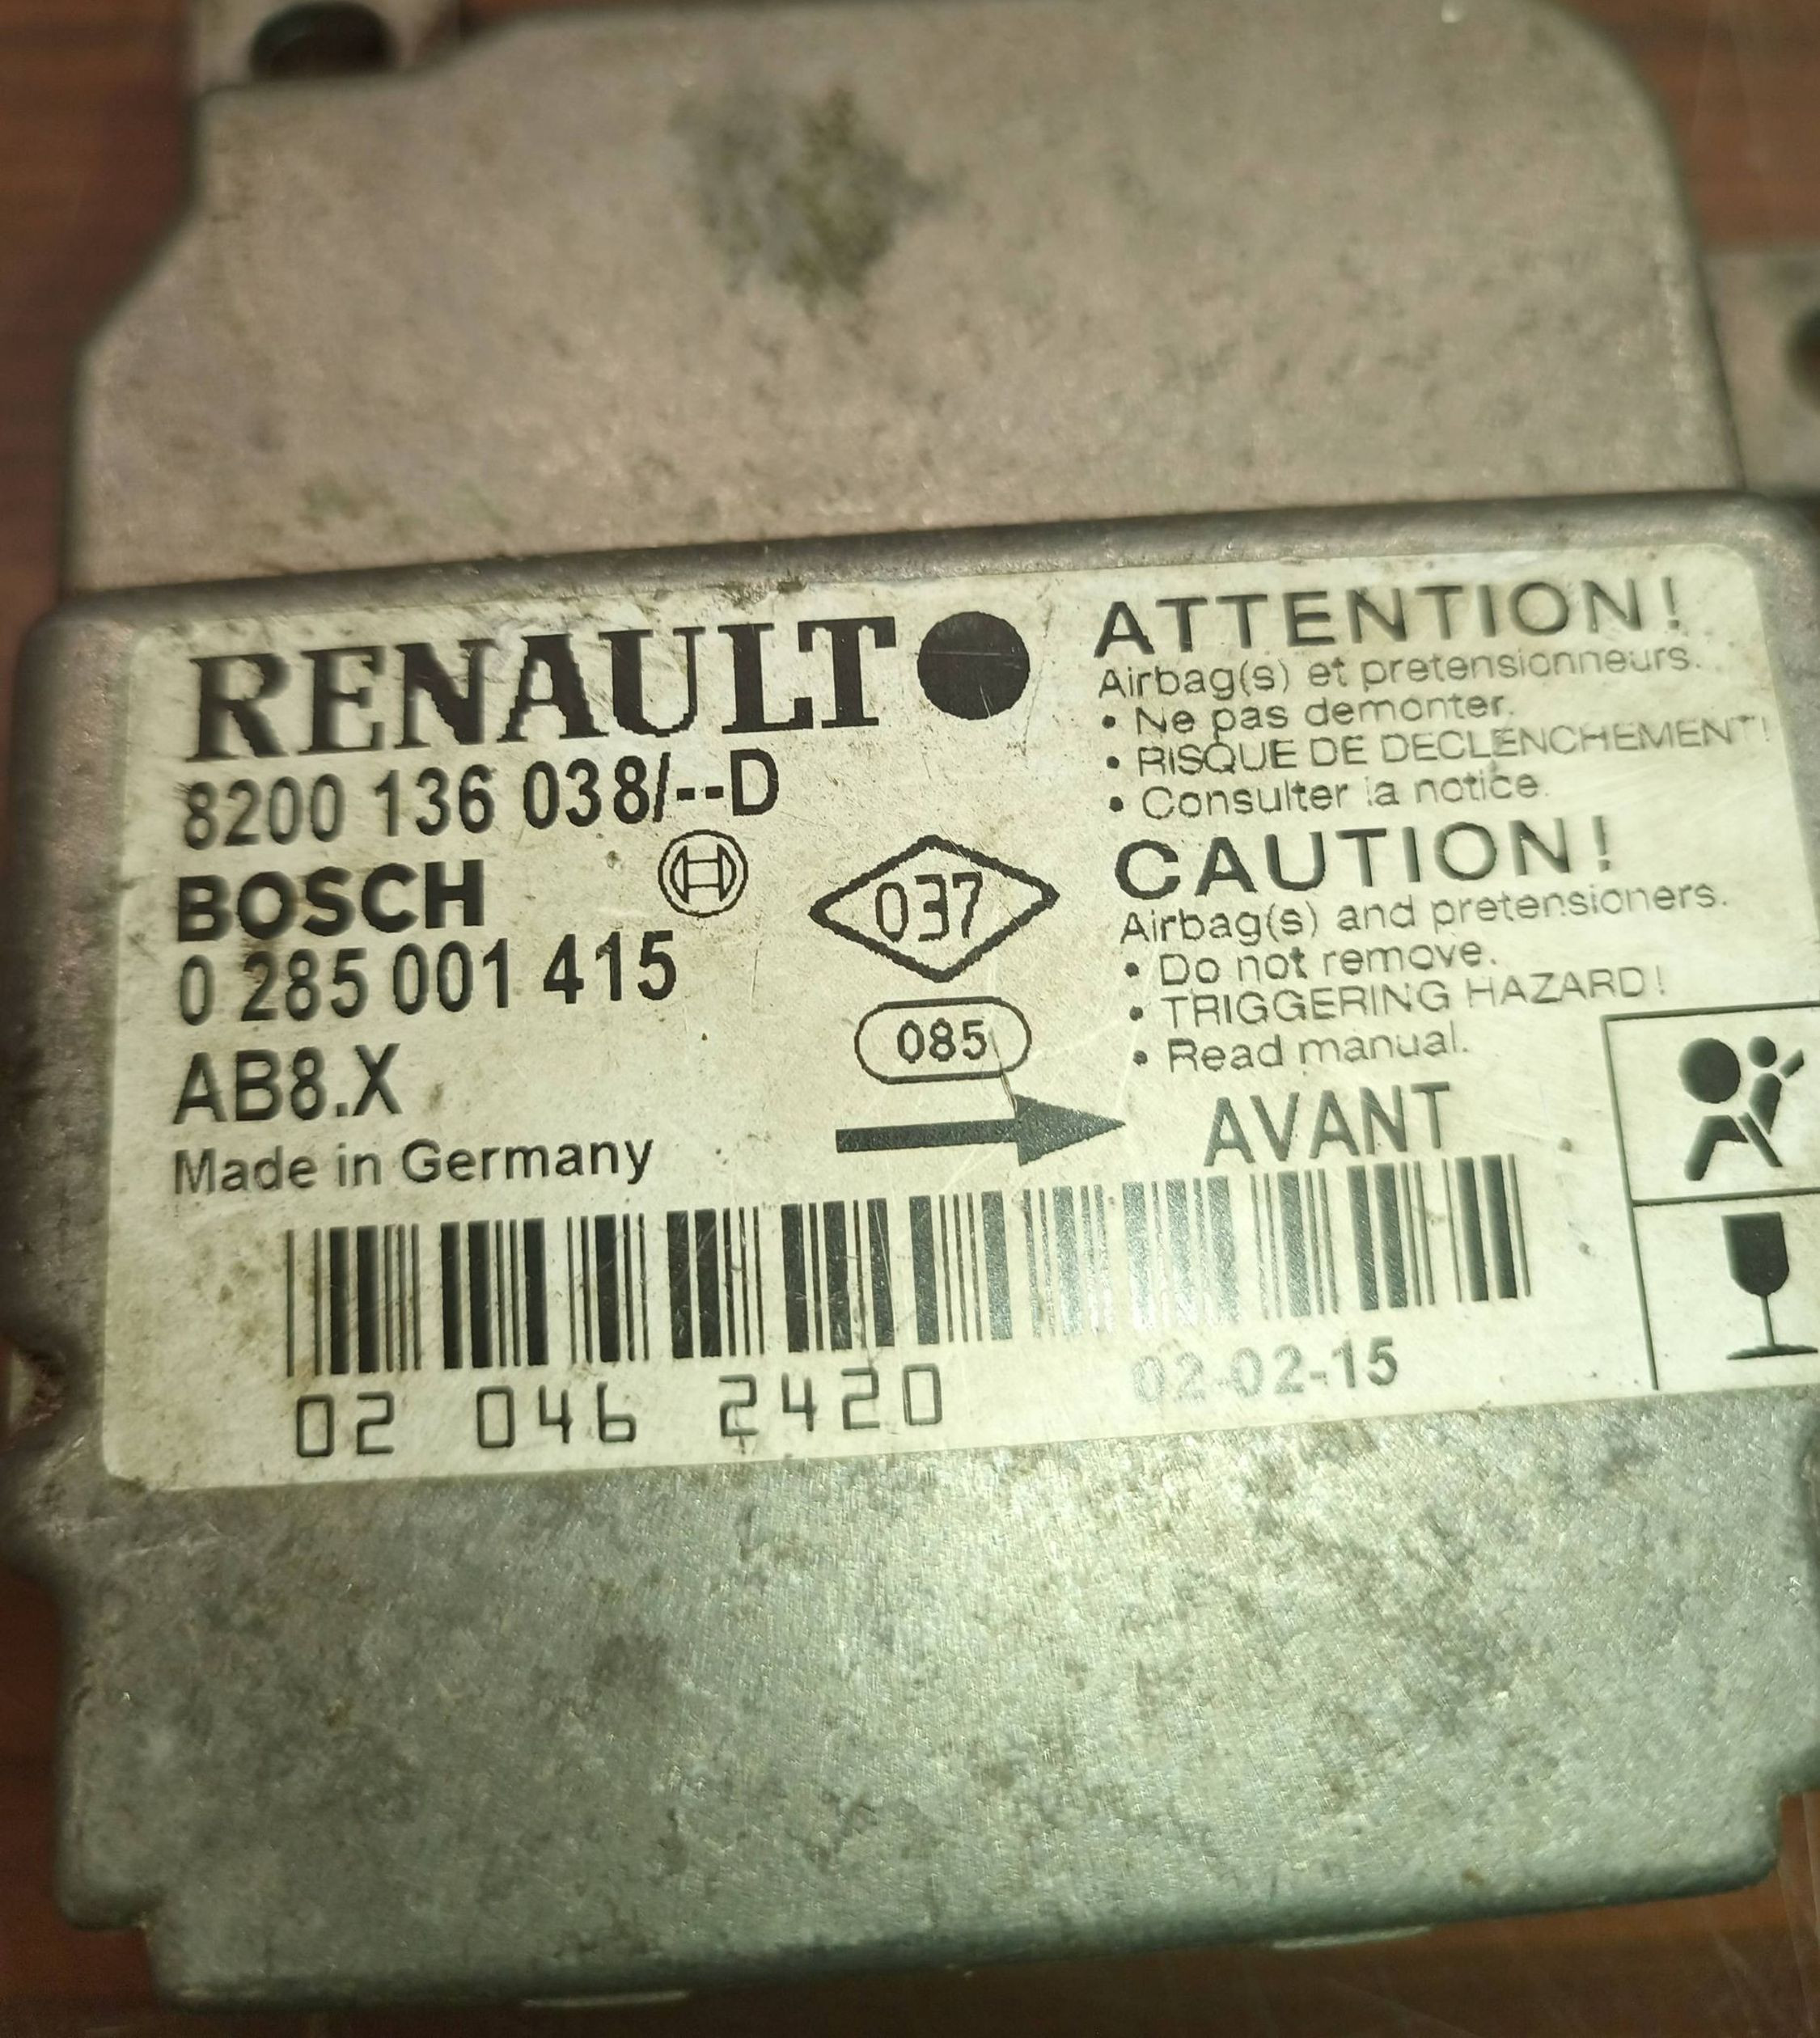 RENAULT
8200 136 038/--D
BOSCH
0 285 001 415
AB8.X
Made in Germany
037
085
ATTENTION!
Airbag(s) et pretensionneurs.
• Ne pas demonter.
• RISQUE DE DECLENCHEMENT!
• Consulter la notice.
CAUTION!
Airbag(s) and pretensioners.
• Do not remove.
• TRIGGERING HAZARD!
• Read manual.
AVANT
02 046 2420
02-02-15